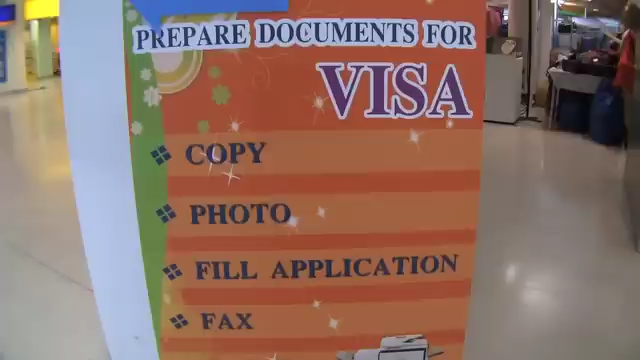 PREPARE DOCUMENTS FOR
VISA
COPY
PHOTO
FILL APPLICATION
FAX